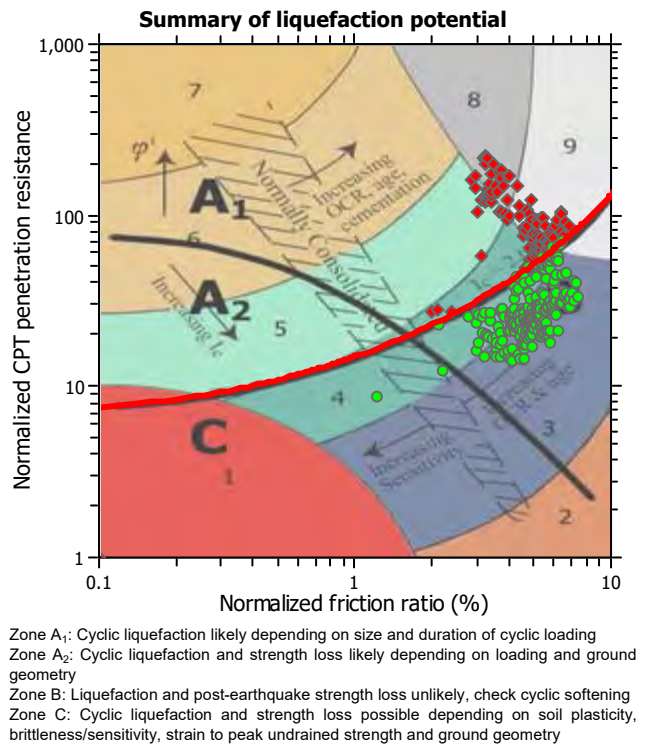 Summary of liquefaction potential
Normalized CPT penetration resistance
1,000
100
10
1
7
8
9
φ'
A1
Normally Consolidated
Increasing
OCR, age,
cementation
6
A2
Increasing Ic
5
4
C
1
Increasing
Sensitivity
Increasing
OCR & age
3
2
0.1
1
10
Normalized friction ratio (%)
Zone A1: Cyclic liquefaction likely depending on size and duration of cyclic loading
Zone A2: Cyclic liquefaction and strength loss likely depending on loading and ground
geometry
Zone B: Liquefaction and post-earthquake strength loss unlikely, check cyclic softening
Zone C: Cyclic liquefaction and strength loss possible depending on soil plasticity,
brittleness/sensitivity, strain to peak undrained strength and ground geometry